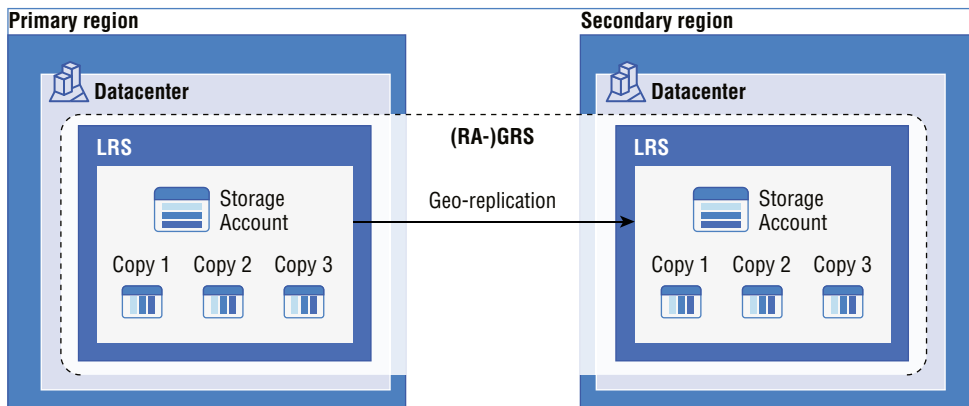 Primary region
Secondary region
Datacenter
Datacenter
LRS
(RA-)GRS
LRS
Storage
Account
Geo-replication
Storage
Account
Copy 1 Copy 2 Copy 3
Copy 1 Copy 2 Copy 3